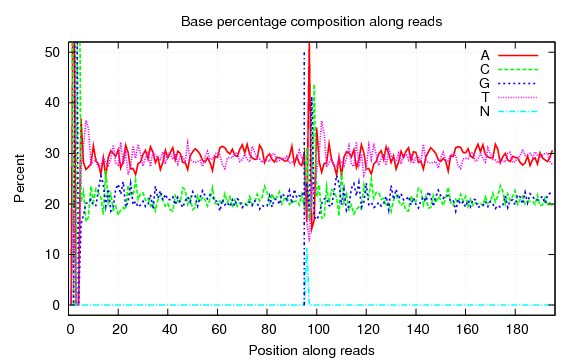 Base percentage composition along reads
A
C
G
T
N
50
40
30
20
10
0
Percent
0 20 40 60 80 100 120 140 160 180
Position along reads